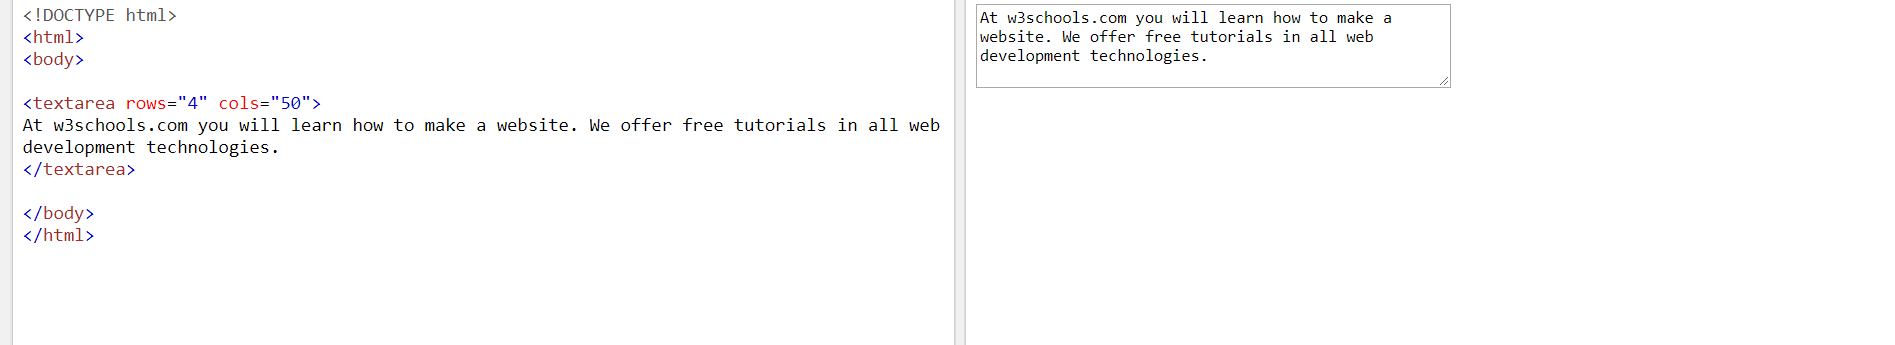 <!DOCTYPE html>
<html>
<body>
<textarea rows="4" cols="50">
At w3schools.com you will learn how to make a website. We offer free tutorials in all web
development technologies.
</textarea>
</body>
</html>
At w3schools.com you will learn how to make a
website. We offer free tutorials in all web
development technologies.